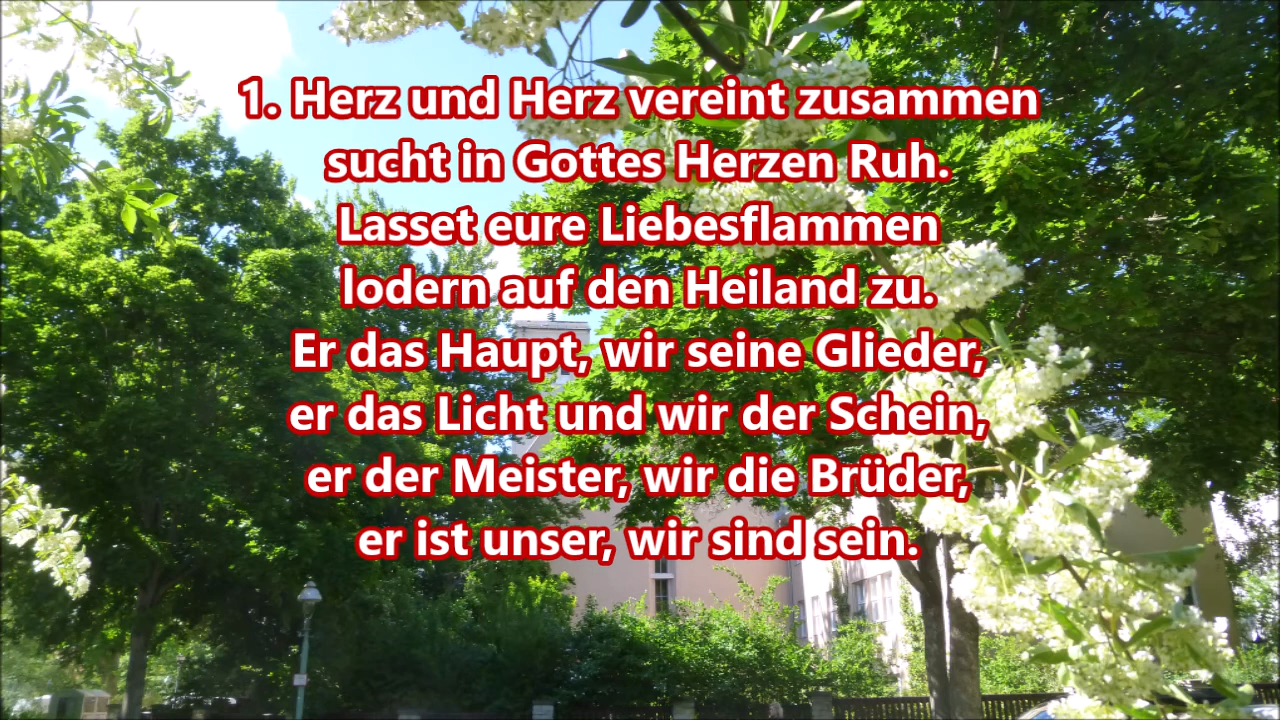 1. Herz und Herz vereint zusammen
sucht in Gottes Herzen Ruh.
Lasset eure Liebesflammen
lodern auf den Heiland zu.
Er das Haupt, wir seine Glieder,
er das Licht und wir der Schein,
er der Meister, wir die Brüder,
er ist unser, wir sind sein.